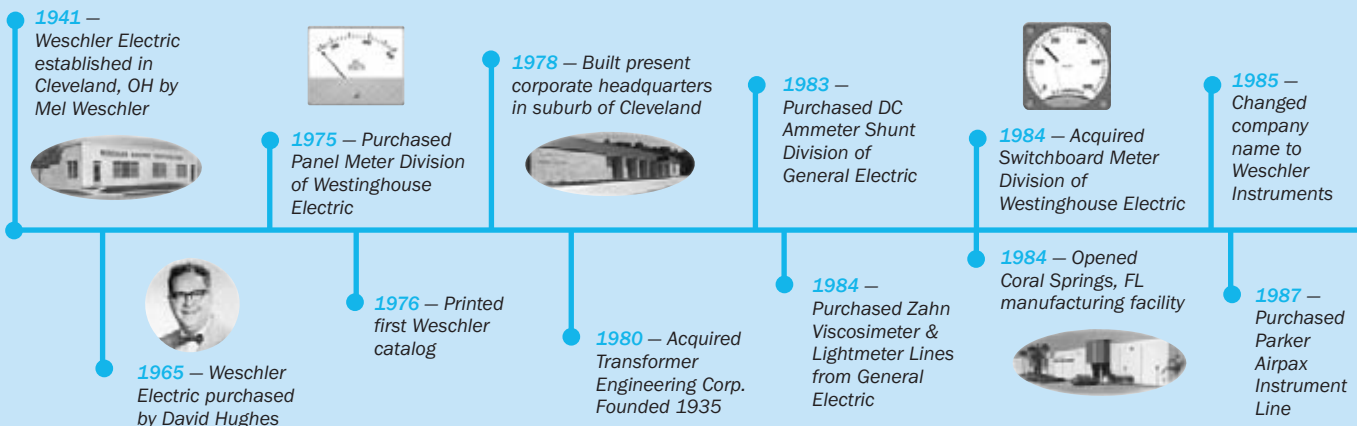 1941 —
Weschler Electric
established in
Cleveland, OH by
Mel Weschler
1965 — Weschler
Electric purchased
by David Hughes
1975 — Purchased
Panel Meter Division
of Westinghouse
Electric
1976 — Printed
first Weschler
catalog
1978 — Built present
corporate headquarters
in suburb of Cleveland
1980 — Acquired
Transformer
Engineering Corp.
Founded 1935
1983 —
Purchased DC
Ammeter Shunt
Division of
General Electric
1984 —
Purchased Zahn
Viscosimeter &
Lightmeter Lines
from General
Electric
1984 — Acquired
Switchboard Meter
Division of
Westinghouse Electric
1984 — Opened
Coral Springs, FL
manufacturing facility
1985 —
Changed
company
name to
Weschler
Instruments
1987 —
Purchased
Parker
Airpax
Instrument
Line